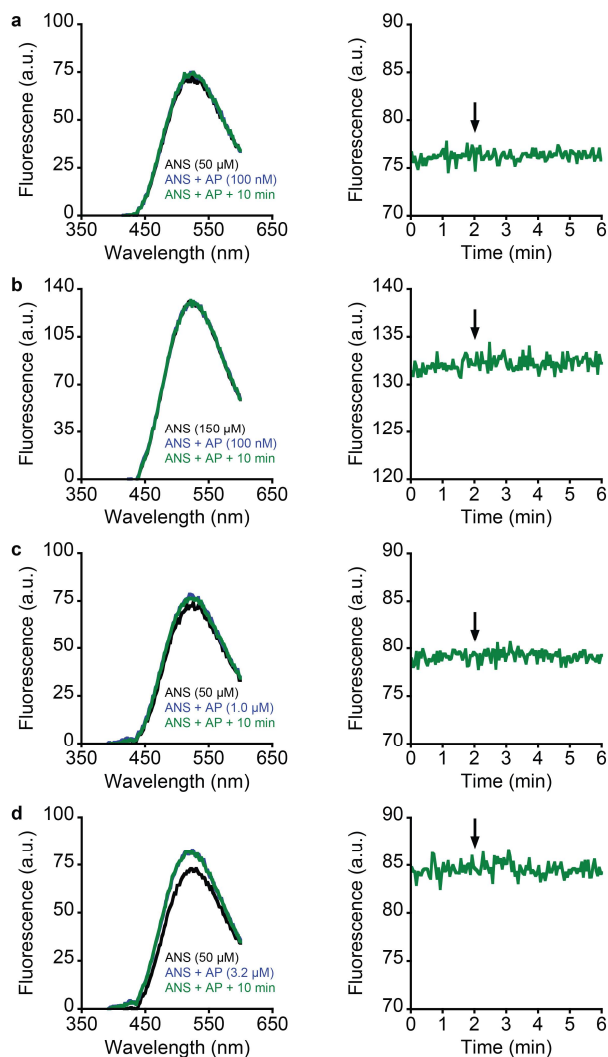 a
Fluorescene (a.u.)
100
75
50
25
0
ANS (50 µM)
ANS + AP (100 nM)
ANS + AP + 10 min
350 450 550 650
Wavelength (nm)
Fluorescence (a.u.)
90
85
80
75
70
0 1 2 3 4 5 6
Time (min)
b
Fluorescence (a.u.)
140
105
70
35
0
ANS (150 µM)
ANS + AP (100 nM)
ANS + AP + 10 min
350 450 550 650
Wavelength (nm)
Fluorescence (a.u.)
140
135
130
125
120
0 1 2 3 4 5 6
Time (min)
c
Fluorescence (a.u.)
100
75
50
25
0
ANS (50 µM)
ANS + AP (1.0 µM)
ANS + AP + 10 min
350 450 550 650
Wavelength (nm)
Fluorescence (a.u.)
90
85
80
75
70
0 1 2 3 4 5 6
Time (min)
d
Fluorescence (a.u.)
100
75
50
25
0
ANS (50 µM)
ANS + AP (3.2 µM)
ANS + AP + 10 min
350 450 550 650
Wavelength (nm)
Fluorescence (a.u.)
90
85
80
75
70
0 1 2 3 4 5 6
Time (min)